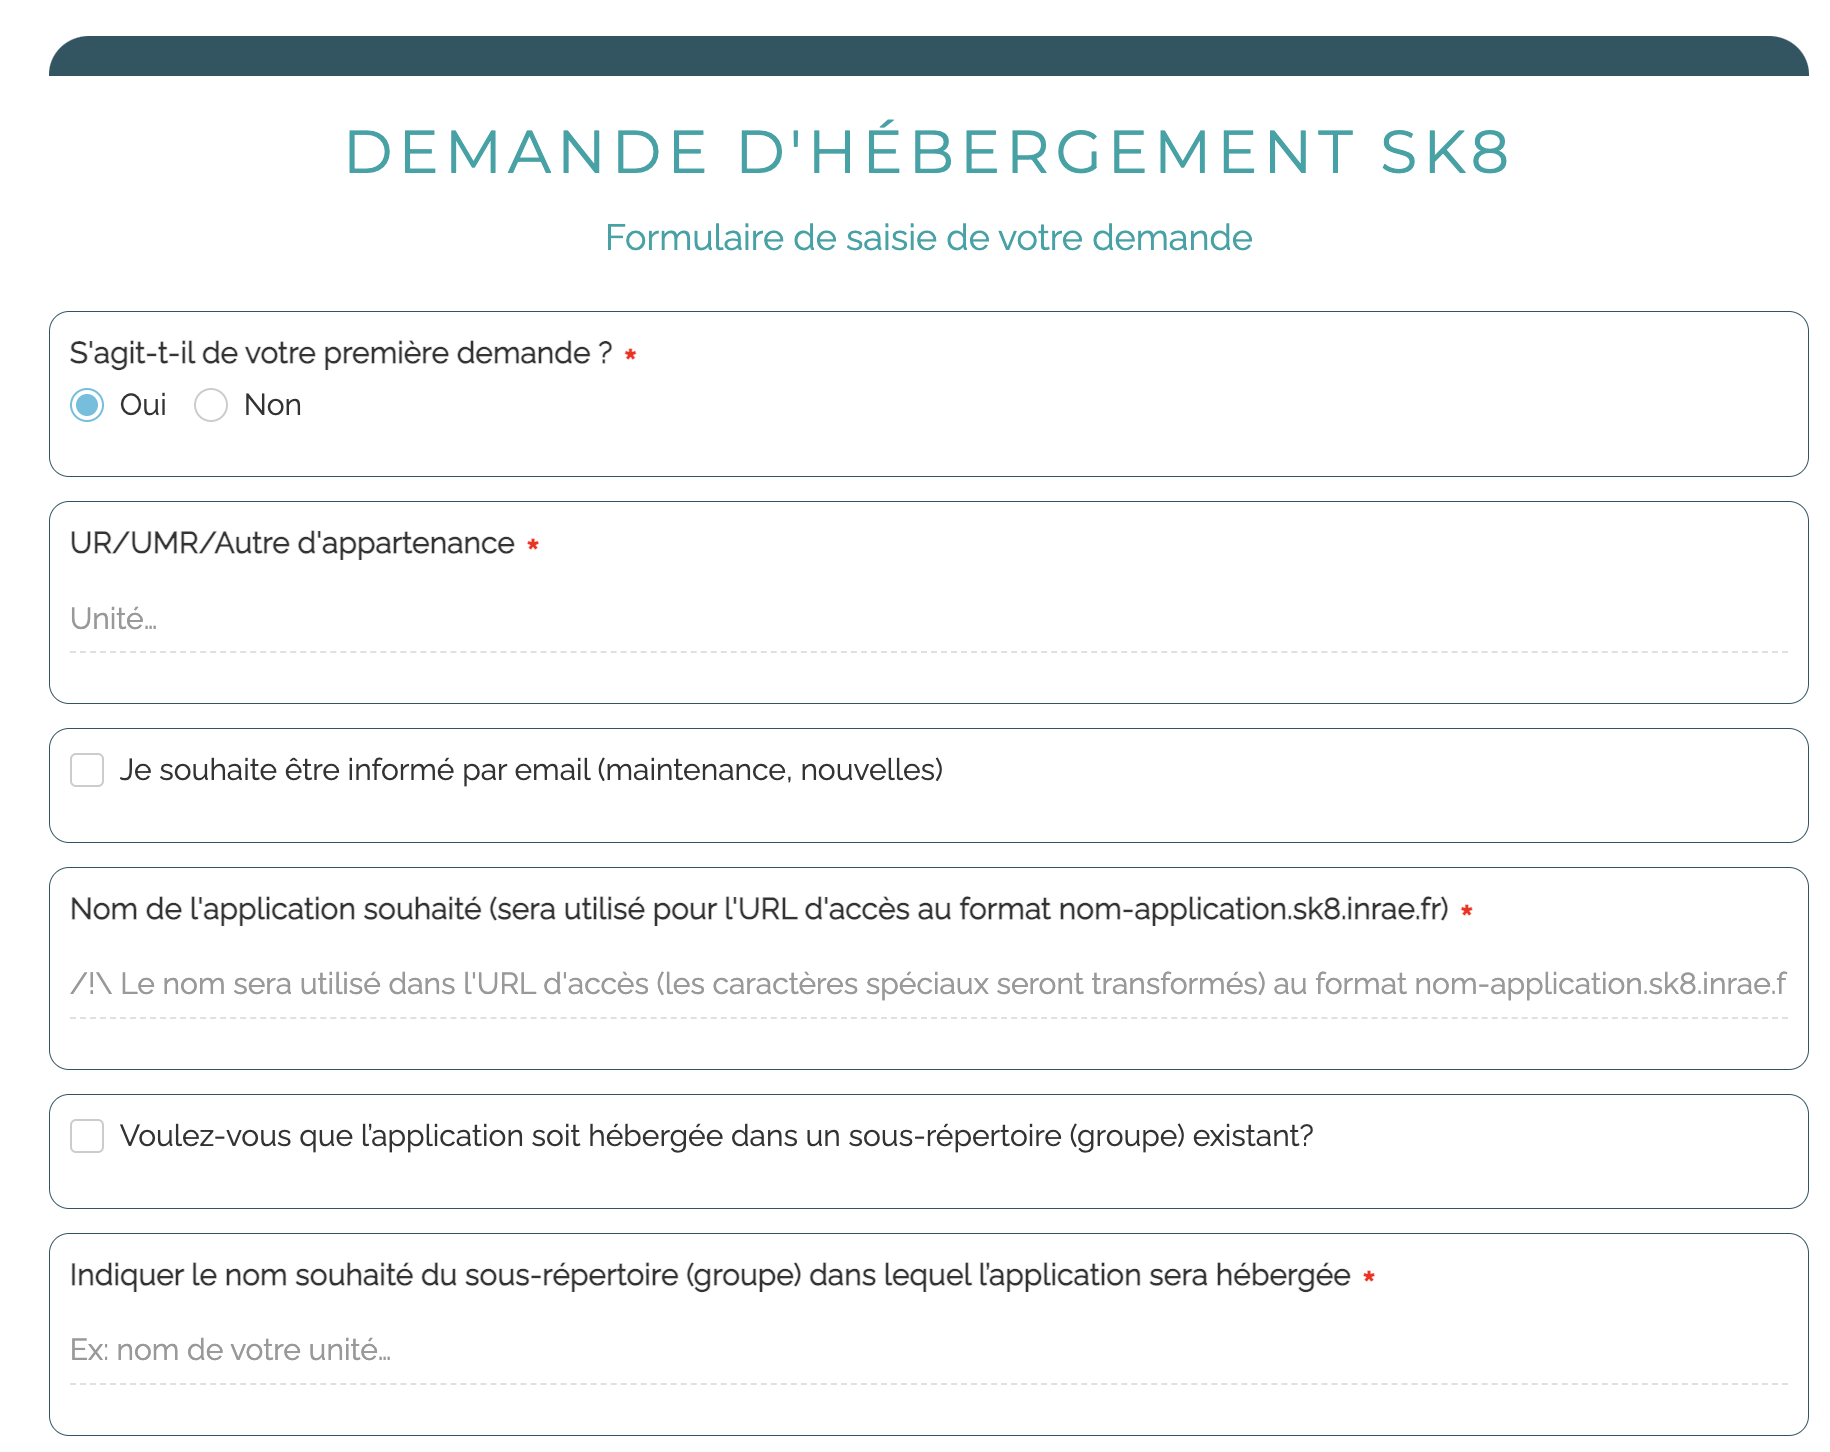 DEMANDE D'HÉBERGEMENT SK8
Formulaire de saisie de votre demande
S'agit-t-il de votre première demande ? *
Oui Non
UR/UMR/Autre d'appartenance *
Unité...
Je souhaite être informé par email (maintenance, nouvelles)
Nom de l'application souhaité (sera utilisé pour l'URL d'accès au format nom-application.sk8.inrae.fr) *
/!\ Le nom sera utilisé dans l'URL d'accès (les caractères spéciaux seront transformés) au format nom-application.sk8.inrae.f
Voulez-vous que l’application soit hébergée dans un sous-répertoire (groupe) existant?
Indiquer le nom souhaité du sous-répertoire (groupe) dans lequel l’application sera hébergée *
Ex: nom de votre unité...